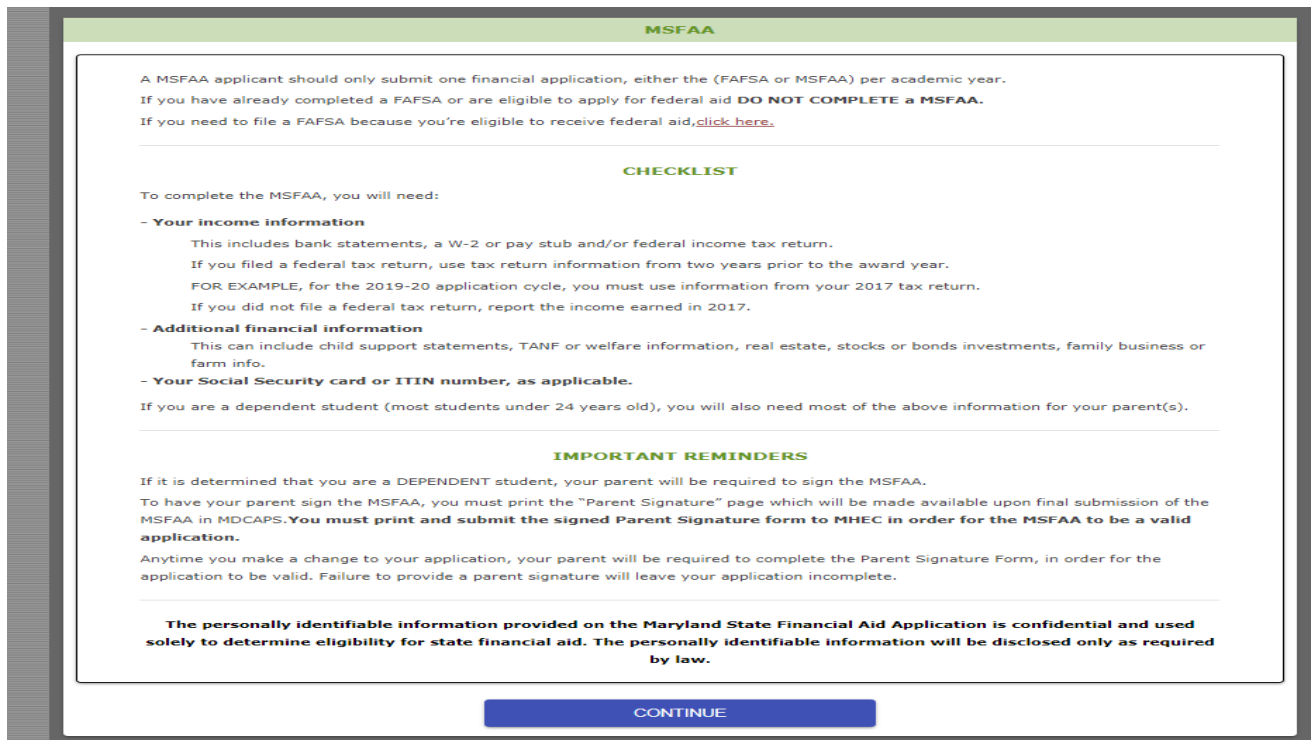 MSFAA
A MSFAA applicant should only submit one financial application, either the (FAFSA or MSFAA) per academic year.
If you have already completed a FAFSA or are eligible to apply for federal aid DO NOT COMPLETE a MSFAA.
If you need to file a FAFSA because you’re eligible to receive federal aid,click here.
CHECKLIST
To complete the MSFAA, you will need:
- Your income information
This includes bank statements, a W-2 or pay stub and/or federal income tax return.
If you filed a federal tax return, use tax return information from two years prior to the award year.
FOR EXAMPLE, for the 2019-20 application cycle, you must use information from your 2017 tax return.
If you did not file a federal tax return, report the income earned in 2017.
- Additional financial information
This can include child support statements, TANF or welfare information, real estate, stocks or bonds investments, family business or
farm info.
- Your Social Security card or ITIN number, as applicable.
If you are a dependent student (most students under 24 years old), you will also need most of the above information for your parent(s).
IMPORTANT REMINDERS
If it is determined that you are a DEPENDENT student, your parent will be required to sign the MSFAA.
To have your parent sign the MSFAA, you must print the “Parent Signature” page which will be made available upon final submission of the
MSFAA in MDCAPS.You must print and submit the signed Parent Signature form to MHEC in order for the MSFAA to be a valid
application.
Anytime you make a change to your application, your parent will be required to complete the Parent Signature Form, in order for the
application to be valid. Failure to provide a parent signature will leave your application incomplete.
The personally identifiable information provided on the Maryland State Financial Aid Application is confidential and used
solely to determine eligibility for state financial aid. The personally identifiable information will be disclosed only as required
by law.
CONTINUE